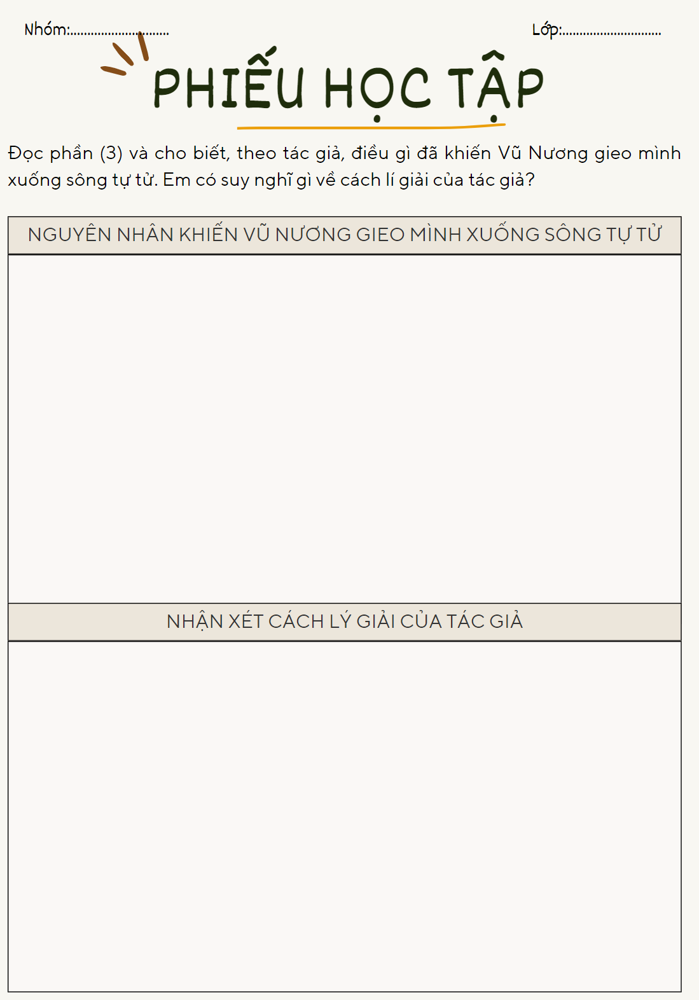 Nhóm:.............................
Lớp:.............................
PHIẾU HỌC TẬP
Đọc phần (3) và cho biết, theo tác giả, điều gì đã khiến Vũ Nương gieo mình
xuống sông tự tử. Em có suy nghĩ gì về cách lí giải của tác giả?
NGUYÊN NHÂN KHIẾN VŨ NƯƠNG GIEO MÌNH XUỐNG SÔNG TỰ TỬ
NHẬN XÉT CÁCH LÝ GIẢI CỦA TÁC GIẢ